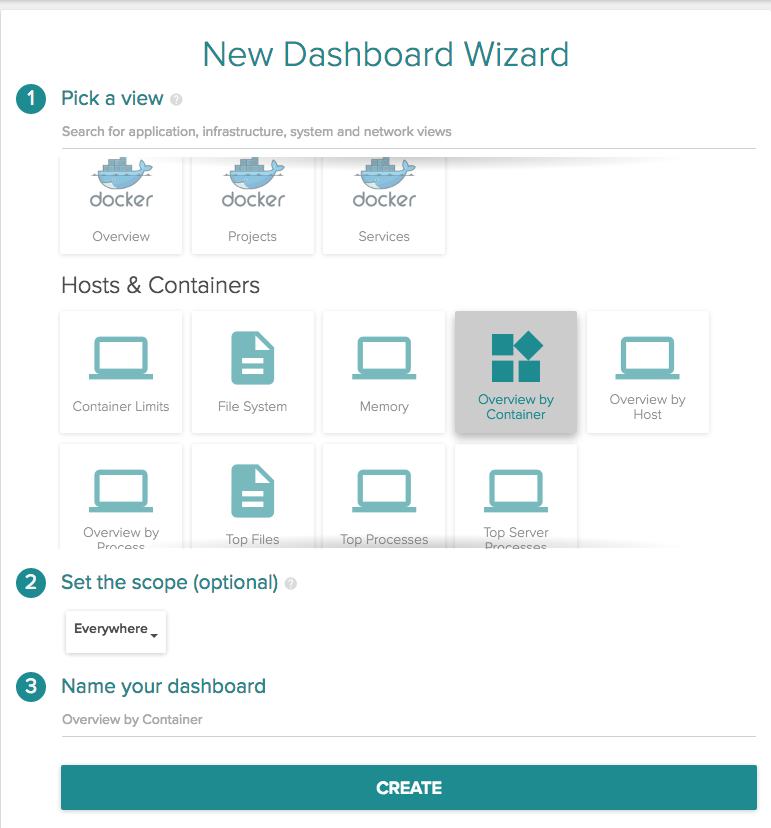 New Dashboard Wizard
1 Pick a view ?
Search for application, infrastructure, system and network views
docker docker docker
Overview Projects Services
Hosts & Containers
Container Limits
File System
Memory
Overview by
Container
Overview by
Host
Overview by
Process
Top Files
Top Processes
Top Server
Processes
2 Set the scope (optional) ?
Everywhere
3 Name your dashboard
Overview by Container
CREATE